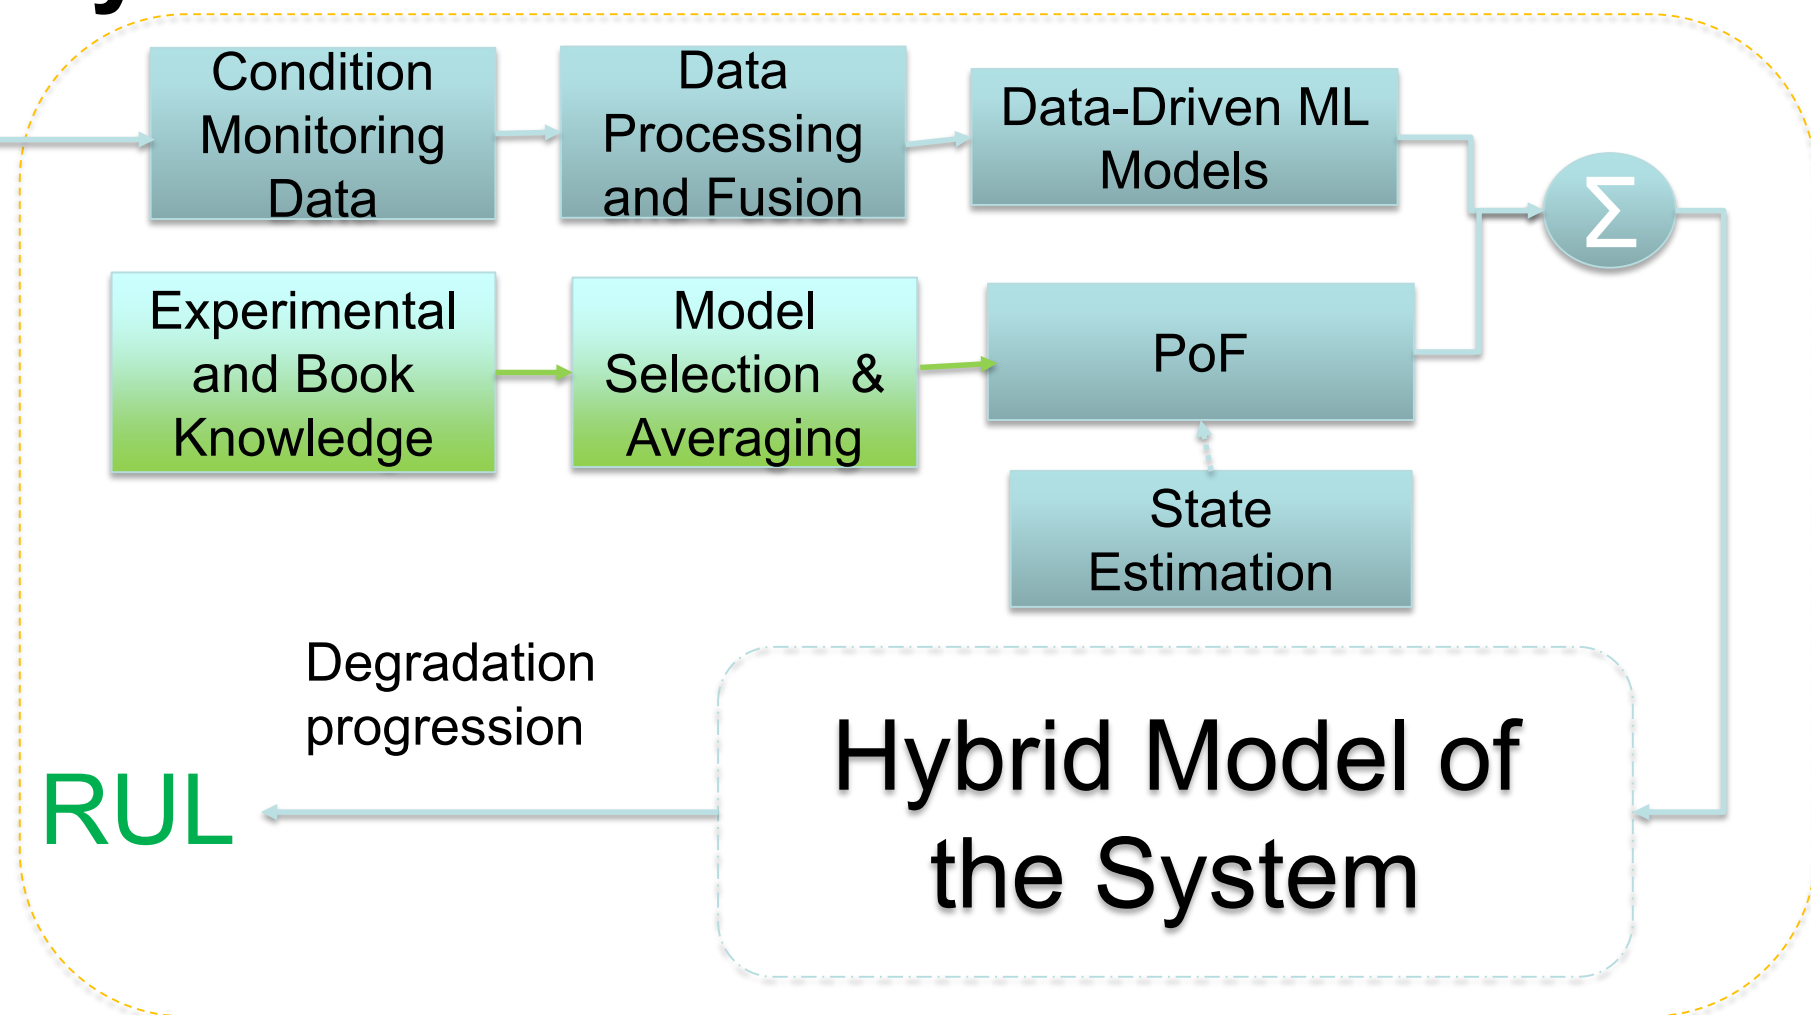 Condition
Monitoring
Data
Data
Processing
and Fusion
Data-Driven ML
Models
Σ
Experimental
and Book
Knowledge
Model
Selection &
Averaging
PoF
State
Estimation
Degradation
progression
RUL
Hybrid Model of
the System